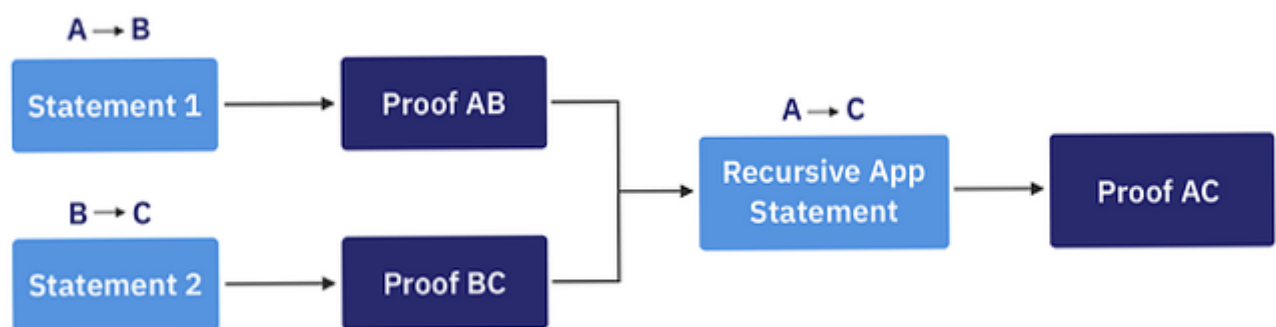 A → B
Statement 1
Proof AB
B → C
Statement 2
Proof BC
A → C
Recursive App
Statement
Proof AC